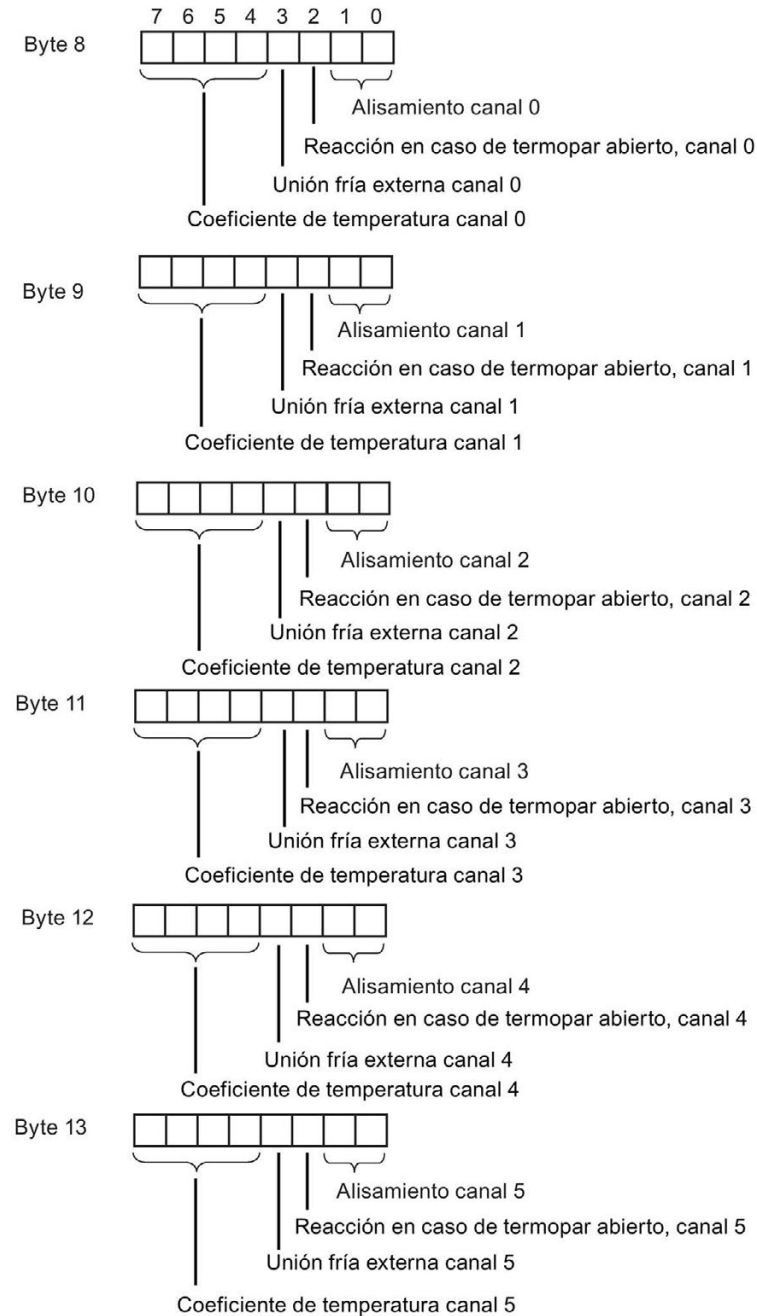 7 6 5 4 3 2 1 0
Byte 8
Alisamiento canal 0
Reacción en caso de termopar abierto, canal 0
Unión fría externa canal 0
Coeficiente de temperatura canal 0
Byte 9
Alisamiento canal 1
Reacción en caso de termopar abierto, canal 1
Unión fría externa canal 1
Coeficiente de temperatura canal 1
Byte 10
Alisamiento canal 2
Reacción en caso de termopar abierto, canal 2
Unión fría externa canal 2
Coeficiente de temperatura canal 2
Byte 11
Alisamiento canal 3
Reacción en caso de termopar abierto, canal 3
Unión fría externa canal 3
Coeficiente de temperatura canal 3
Byte 12
Alisamiento canal 4
Reacción en caso de termopar abierto, canal 4
Unión fría externa canal 4
Coeficiente de temperatura canal 4
Byte 13
Alisamiento canal 5
Reacción en caso de termopar abierto, canal 5
Unión fría externa canal 5
Coeficiente de temperatura canal 5